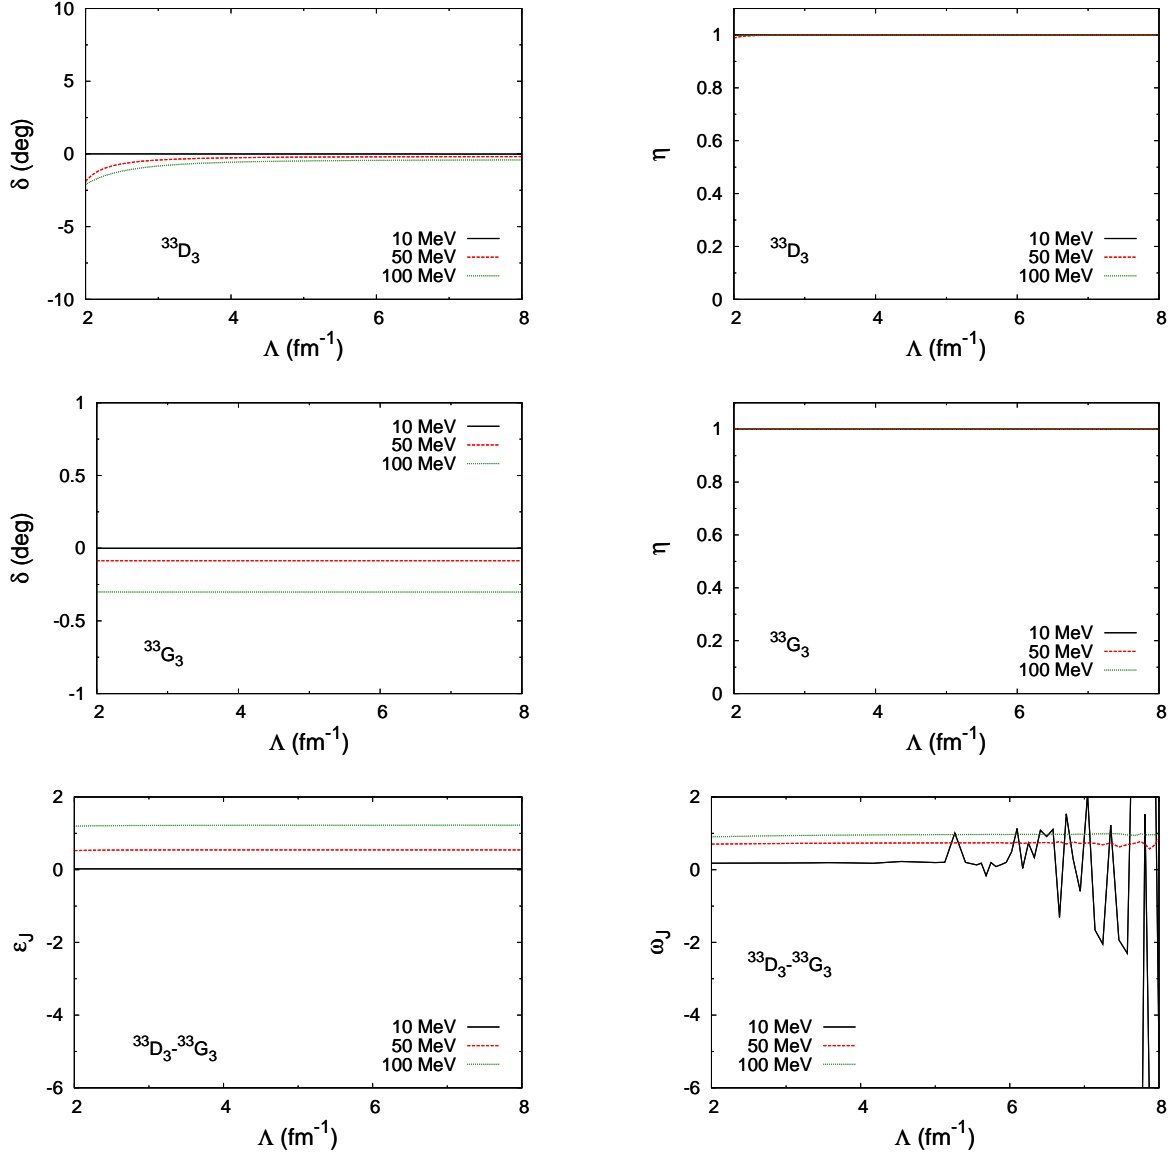 10
5
0
-5
-10
δ (deg)
³³D₃
10 MeV
50 MeV
100 MeV
2 4 6 8
Λ (fm⁻¹)
1
0.8
0.6
0.4
0.2
0
η
³³D₃
10 MeV
50 MeV
100 MeV
2 4 6 8
Λ (fm⁻¹)
1
0.5
0
-0.5
-1
δ (deg)
10 MeV
50 MeV
100 MeV
³³G₃
2 4 6 8
Λ (fm⁻¹)
1
0.8
0.6
0.4
0.2
0
η
³³G₃
10 MeV
50 MeV
100 MeV
2 4 6 8
Λ (fm⁻¹)
2
0
-2
-4
-6
ε_J
³³D₃-³³G₃
10 MeV
50 MeV
100 MeV
2 4 6 8
Λ (fm⁻¹)
2
0
-2
-4
-6
ω_J
³³D₃-³³G₃
10 MeV
50 MeV
100 MeV
2 4 6 8
Λ (fm⁻¹)